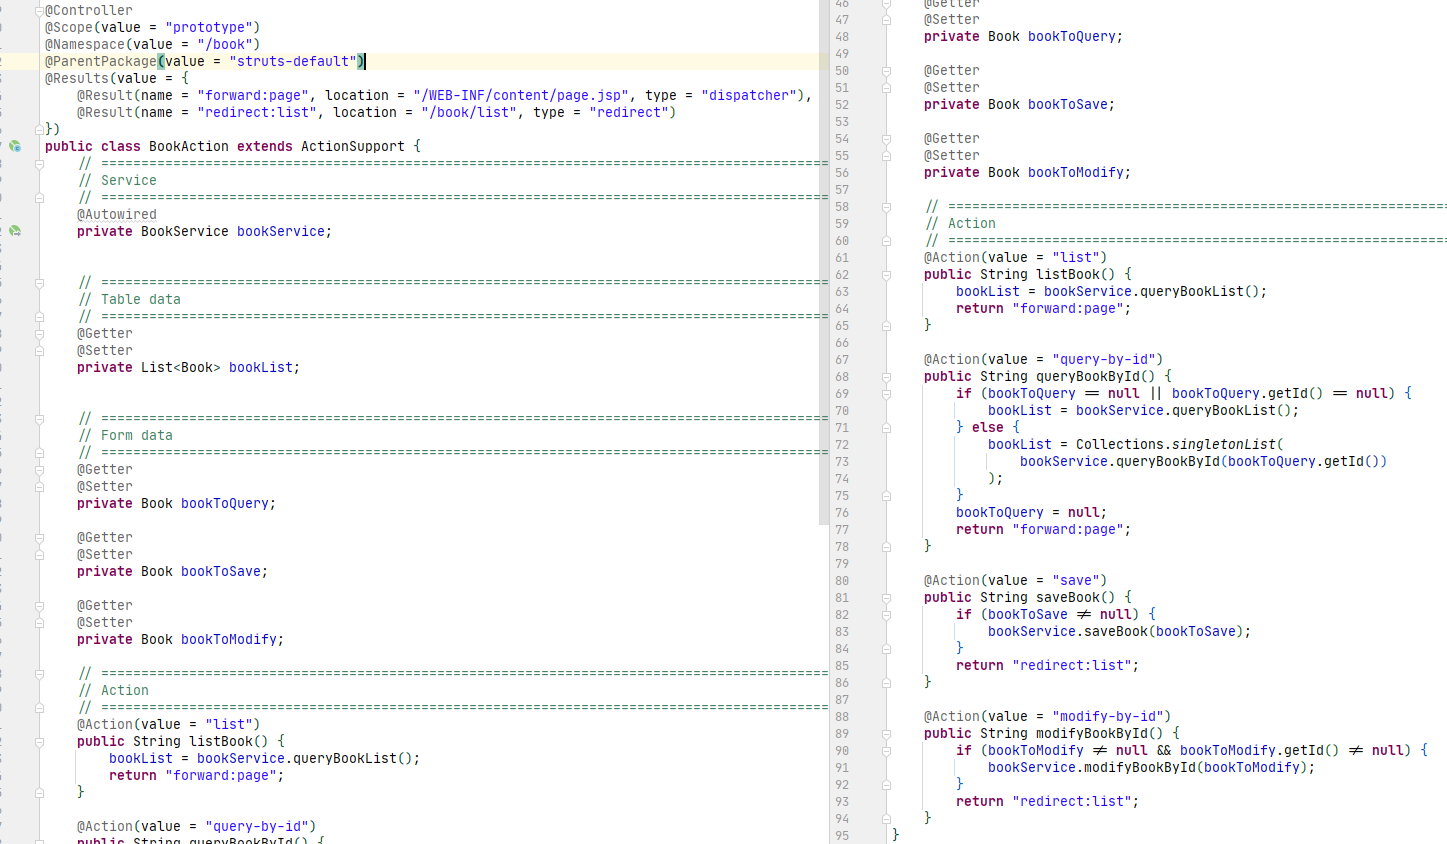 @Controller
@Scope(value = "prototype")
@Namespace(value = "/book")
@ParentPackage(value = "struts-default")
@Results(value = {
    @Result(name = "forward:page", location = "/WEB-INF/content/page.jsp", type = "dispatcher"),
    @Result(name = "redirect:list", location = "/book/list", type = "redirect")
})
public class BookAction extends ActionSupport {
    // ==========================================================================================
    // Service
    // ==========================================================================================
    @Autowired
    private BookService bookService;
    // ==========================================================================================
    // Table data
    // ==========================================================================================
    @Getter
    @Setter
    private List<Book> bookList;
    // ==========================================================================================
    // Form data
    // ==========================================================================================
    @Getter
    @Setter
    private Book bookToQuery;
    @Getter
    @Setter
    private Book bookToSave;
    @Getter
    @Setter
    private Book bookToModify;
    // ==========================================================================================
    // Action
    // ==========================================================================================
    @Action(value = "list")
    public String listBook() {
        bookList = bookService.queryBookList();
        return "forward:page";
    }
    @Action(value = "query-by-id")
    public String queryBookById() {
46     @Getter
47     @Setter
48     private Book bookToQuery;
49
50     @Getter
51     @Setter
52     private Book bookToSave;
53
54     @Getter
55     @Setter
56     private Book bookToModify;
57
58     // ==============================================================
59     // Action
60     // ==============================================================
61     @Action(value = "list")
62     public String listBook() {
63         bookList = bookService.queryBookList();
64         return "forward:page";
65     }
66
67     @Action(value = "query-by-id")
68     public String queryBookById() {
69         if (bookToQuery == null || bookToQuery.getId() == null) {
70             bookList = bookService.queryBookList();
71         } else {
72             bookList = Collections.singletonList(
73                 bookService.queryBookById(bookToQuery.getId())
74             );
75         }
76         bookToQuery = null;
77         return "forward:page";
78     }
79
80     @Action(value = "save")
81     public String saveBook() {
82         if (bookToSave != null) {
83             bookService.saveBook(bookToSave);
84         }
85         return "redirect:list";
86     }
87
88     @Action(value = "modify-by-id")
89     public String modifyBookById() {
90         if (bookToModify != null && bookToModify.getId() != null) {
91             bookService.modifyBookById(bookToModify);
92         }
93         return "redirect:list";
94     }
95 }